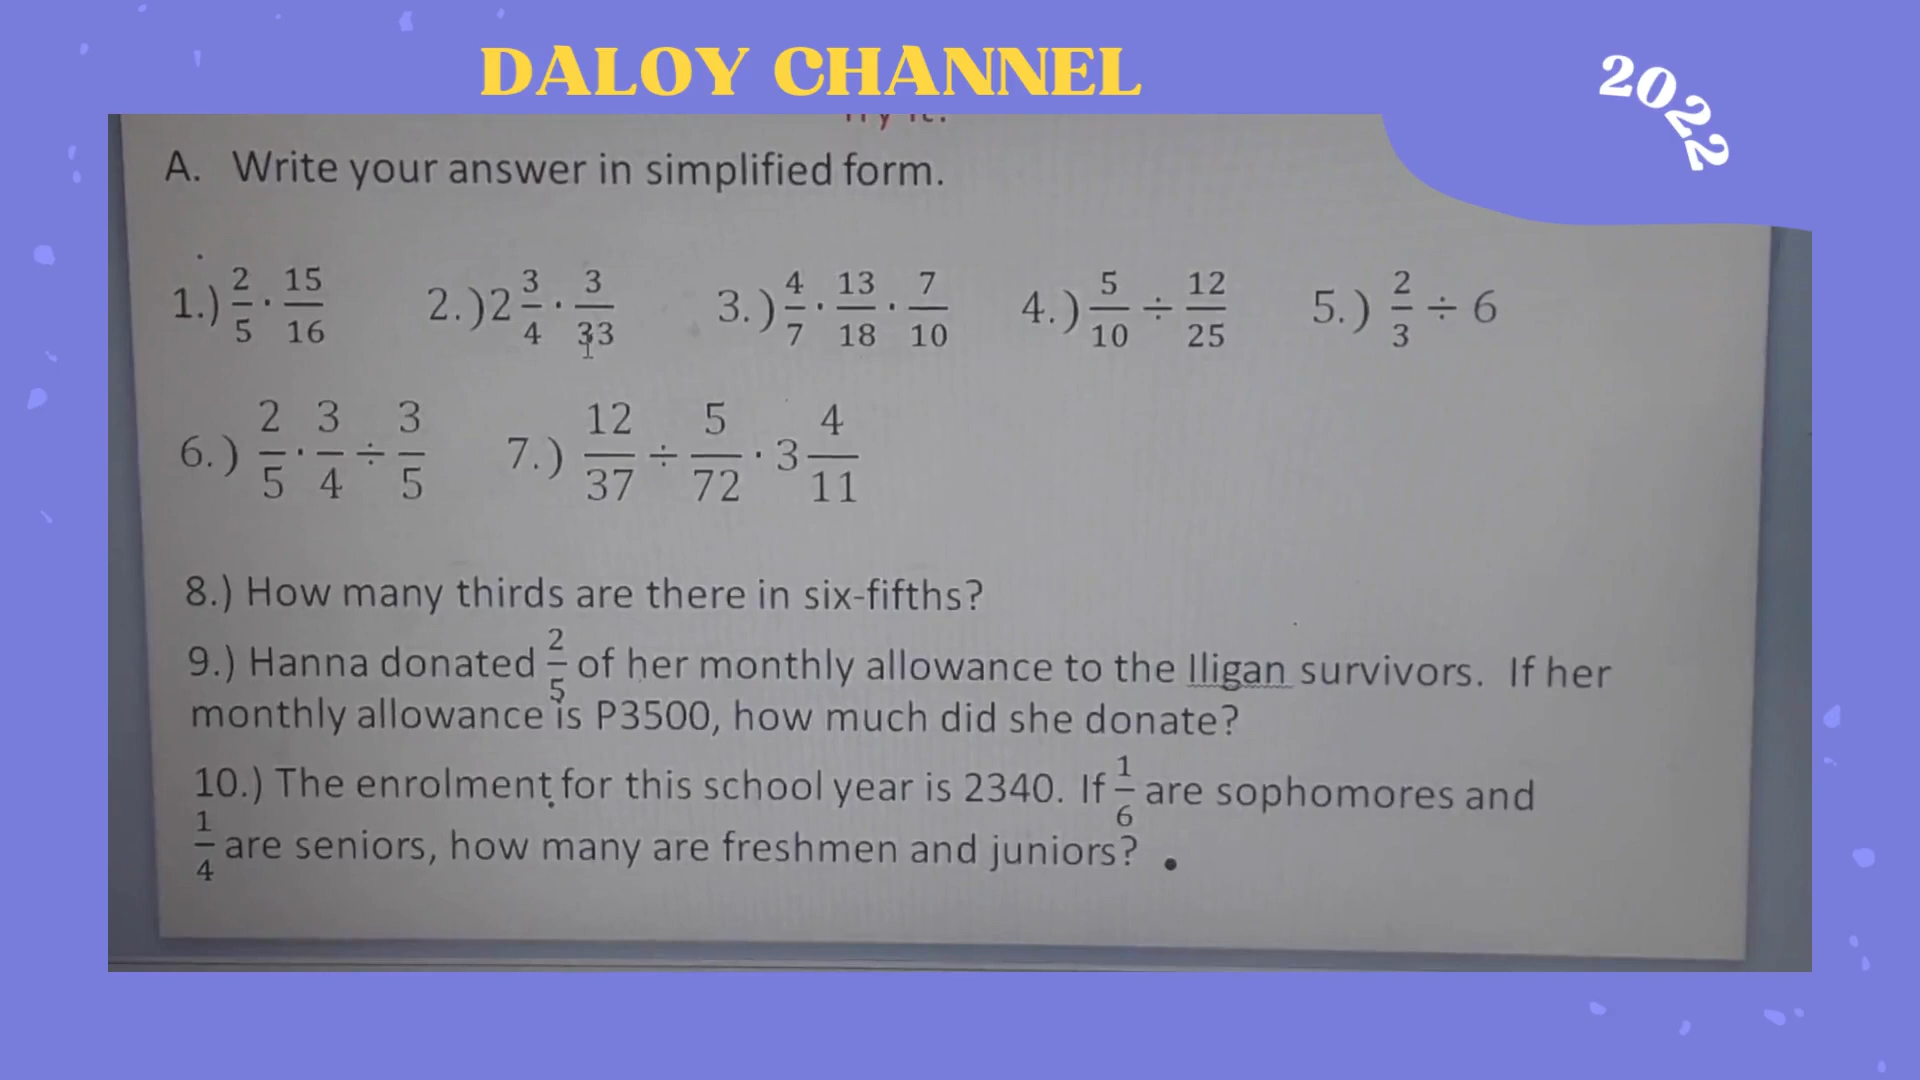 DALOY CHANNEL
2022
Try it!
A. Write your answer in simplified form.
1.) 2/5 · 15/16 2.)2 3/4 · 3/33 3.) 4/7 · 13/18 · 7/10 4.) 5/10 ÷ 12/25 5.) 2/3 ÷ 6
6.) 2/5 · 3/4 ÷ 3/5 7.) 12/37 ÷ 5/72 · 3 4/11
8.) How many thirds are there in six-fifths?
9.) Hanna donated 2/5 of her monthly allowance to the Iligan survivors. If her
monthly allowance is P3500, how much did she donate?
10.) The enrolment for this school year is 2340. If 1/6 are sophomores and
1/4 are seniors, how many are freshmen and juniors?